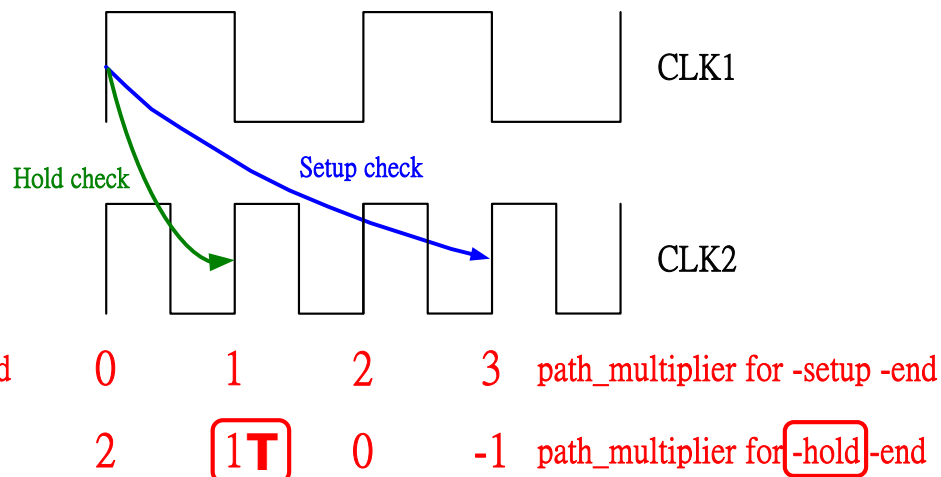 CLK1
Setup check
Hold check
CLK2
d 0 1 2 3 path_multiplier for -setup -end
2 1T 0 -1 path_multiplier for -hold -end